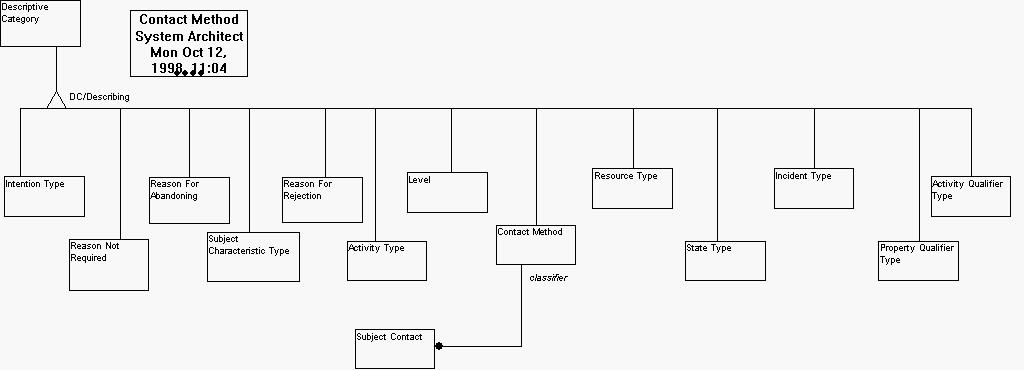 Descriptive
Category
Contact Method
System Architect
Mon Oct 12,
1998 11:04
DC/Describing
Intention Type
Reason For
Abandoning
Reason For
Rejection
Level
Resource Type
Incident Type
Activity Qualifier
Type
Reason Not
Required
Subject
Characteristic Type
Activity Type
Contact Method
State Type
Property Qualifier
Type
classifier
Subject Contact